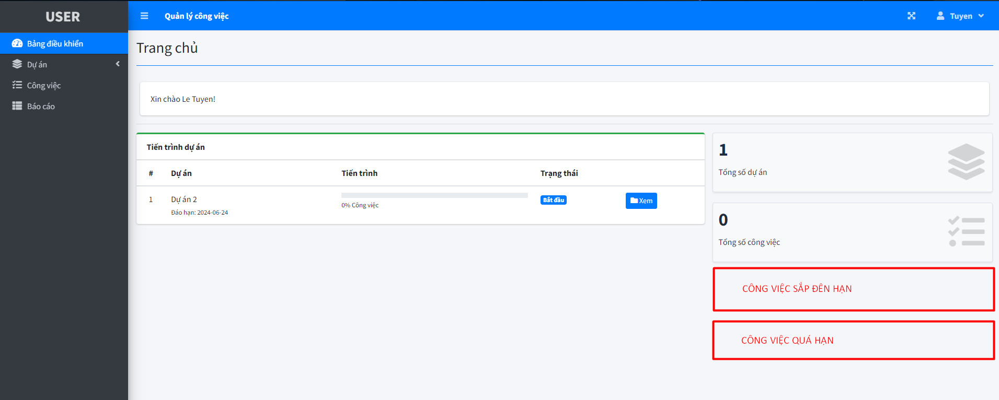 USER
Quản lý công việc
Tuyen
Bảng điều khiển
Dự án
Công việc
Báo cáo
Trang chủ
Xin chào Le Tuyen!
Tiến trình dự án
# Dự án Tiến trình Trạng thái
1 Dự án 2 Bắt đầu Xem
0% Công việc
Đáo hạn: 2024-06-24
1
Tổng số dự án
0
Tổng số công việc
CÔNG VIỆC SẮP ĐÊN HẠN
CÔNG VIỆC QUÁ HẠN